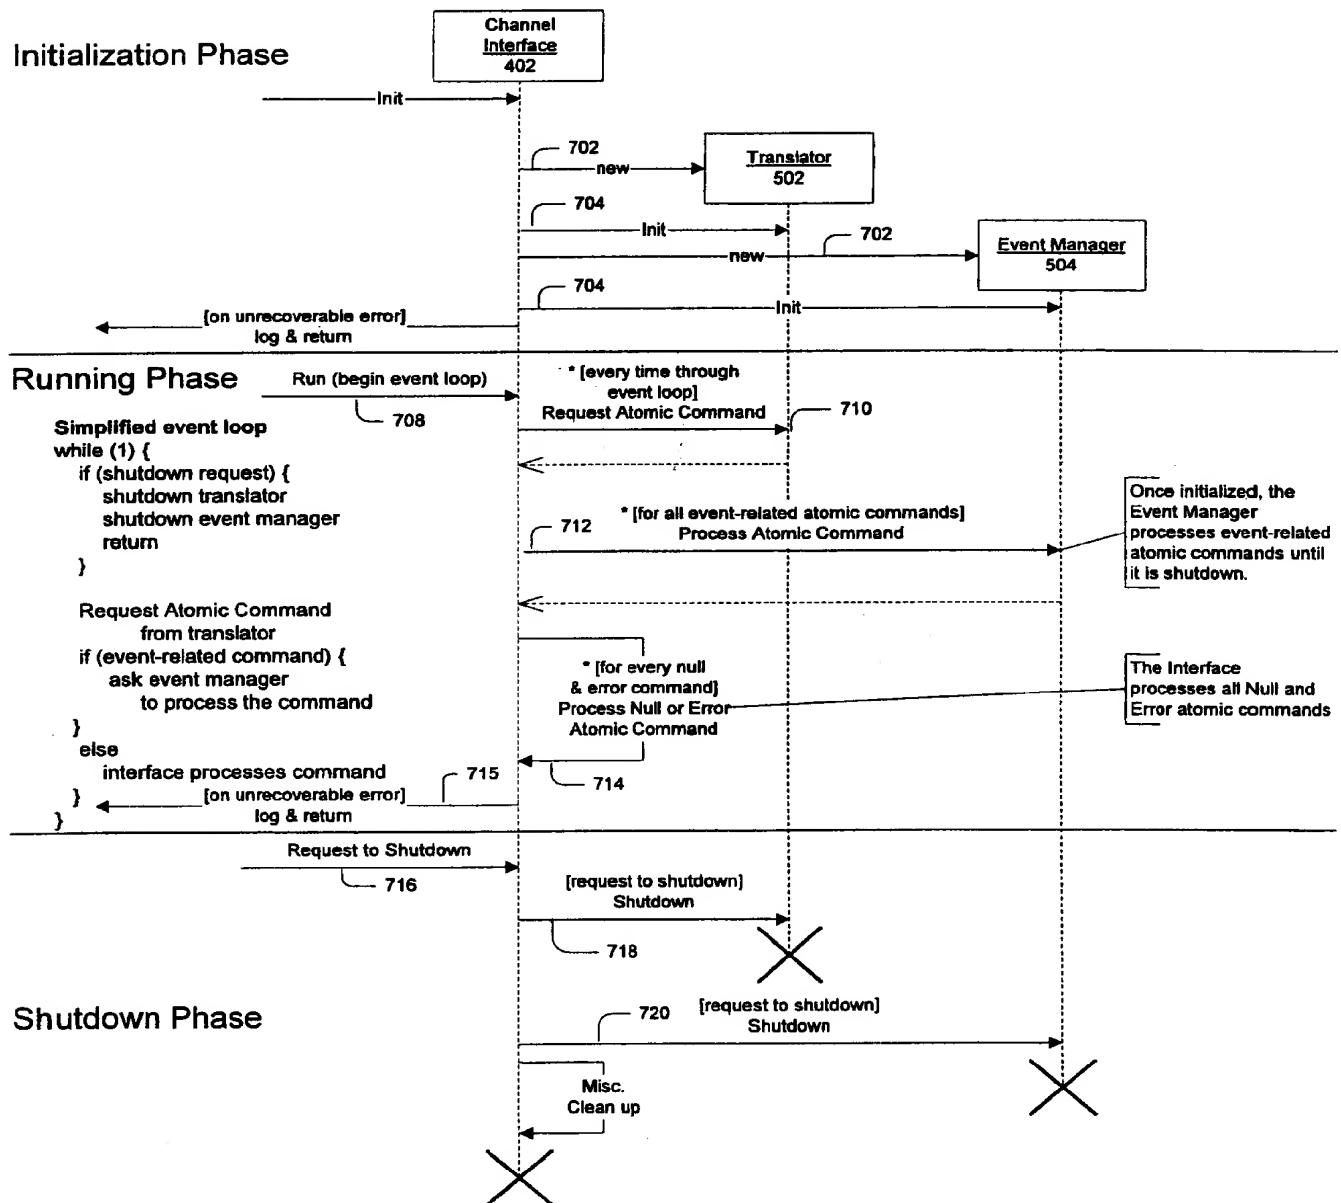 Channel
Interface
402
Initialization Phase
Init
702
new
Translator
502
704
Init
702
new
Event Manager
504
704
Init
[on unrecoverable error]
log & return
Running Phase
Run (begin event loop)
708
* [every time through
event loop]
Request Atomic Command
710
Simplified event loop
while (1) {
if (shutdown request) {
shutdown translator
shutdown event manager
return
}
Request Atomic Command
from translator
if (event-related command) {
ask event manager
to process the command
}
else
interface processes command
}
}
712
* [for all event-related atomic commands]
Process Atomic Command
Once initialized, the
Event Manager
processes event-related
atomic commands until
it is shutdown.
* [for every null
& error command]
Process Null or Error
Atomic Command
714
The Interface
processes all Null and
Error atomic commands
715
[on unrecoverable error]
log & return
Request to Shutdown
716
[request to shutdown]
Shutdown
718
Shutdown Phase
720
[request to shutdown]
Shutdown
Misc.
Clean up